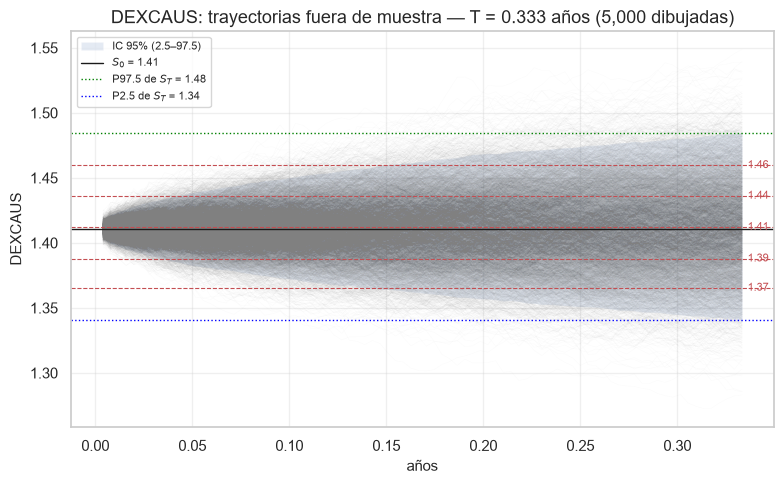 DEXCAUS: trayectorias fuera de muestra — T = 0.333 años (5,000 dibujadas)
IC 95% (2.5–97.5)
S₀ = 1.41
P97.5 de S_T = 1.48
P2.5 de S_T = 1.34
1.55
1.50
1.45
1.40
1.35
1.30
DEXCAUS
1.46
1.44
1.41
1.39
1.37
0.00 0.05 0.10 0.15 0.20 0.25 0.30
años